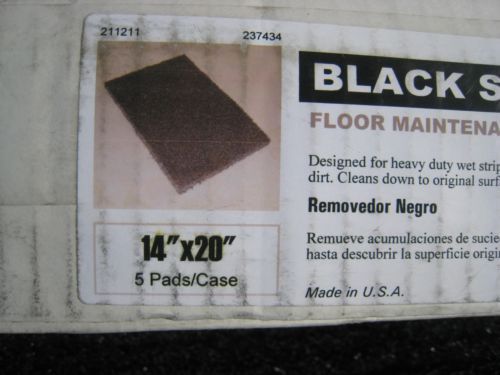 211211 237434
BLACK S
FLOOR MAINTENA
Designed for heavy duty wet strip
dirt. Cleans down to original surf
Removedor Negro
Remueve acumulaciones de sucie
hasta descubrir la superficie origi
14"x20"
5 Pads/Case
Made in U.S.A.